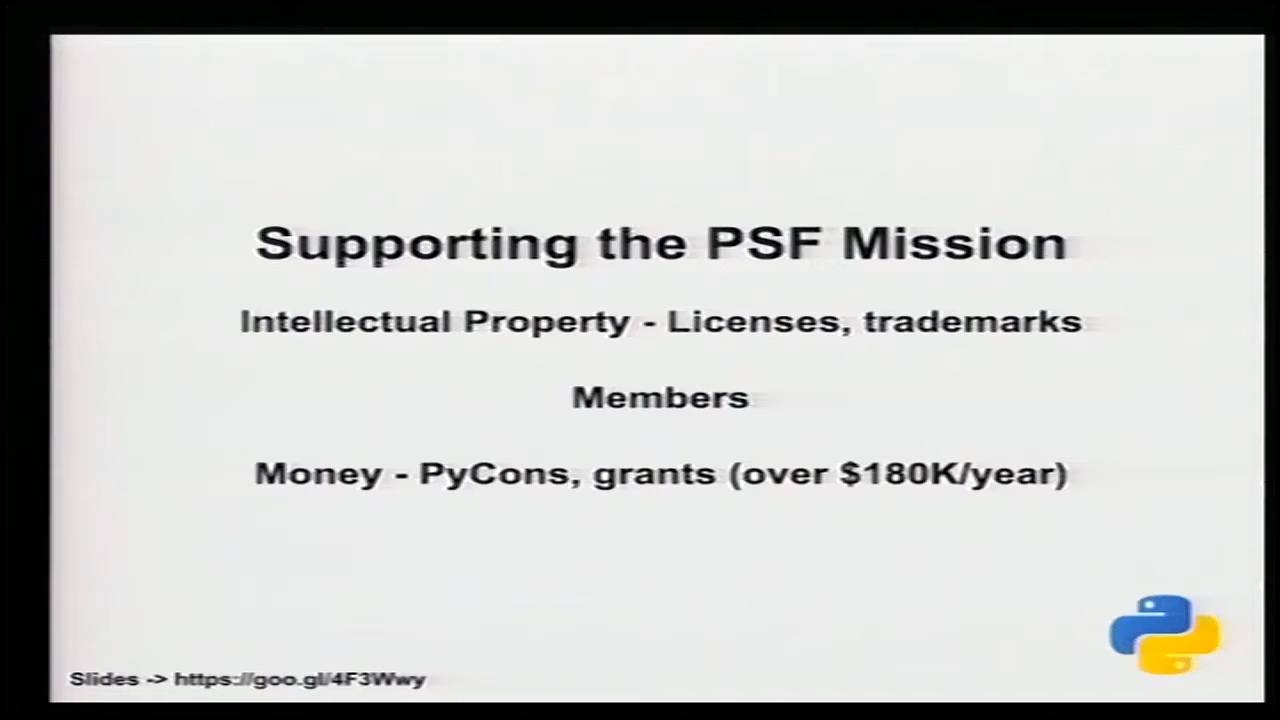 Supporting the PSF Mission
Intellectual Property - Licenses, trademarks
Members
Money - PyCons, grants (over $180K/year)
Slides -> https://goo.gl/4F3Wwy